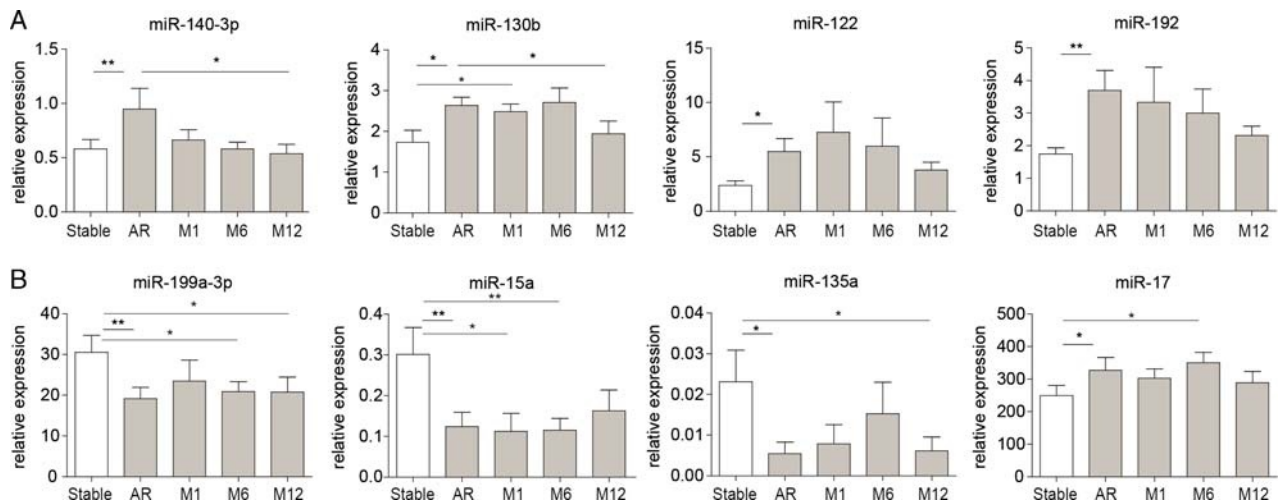 A
miR-140-3p
relative expression
1.5
1.0
0.5
0.0
**
*
Stable AR M1 M6 M12
miR-130b
relative expression
4
3
2
1
0
*
*
*
Stable AR M1 M6 M12
miR-122
relative expression
15
10
5
0
*
Stable AR M1 M6 M12
miR-192
relative expression
5
4
3
2
1
0
**
Stable AR M1 M6 M12
B
miR-199a-3p
relative expression
40
30
20
10
0
*
**
*
Stable AR M1 M6 M12
miR-15a
relative expression
0.4
0.3
0.2
0.1
0.0
**
**
*
Stable AR M1 M6 M12
miR-135a
relative expression
0.04
0.03
0.02
0.01
0.00
*
*
Stable AR M1 M6 M12
miR-17
relative expression
500
400
300
200
100
0
*
*
Stable AR M1 M6 M12